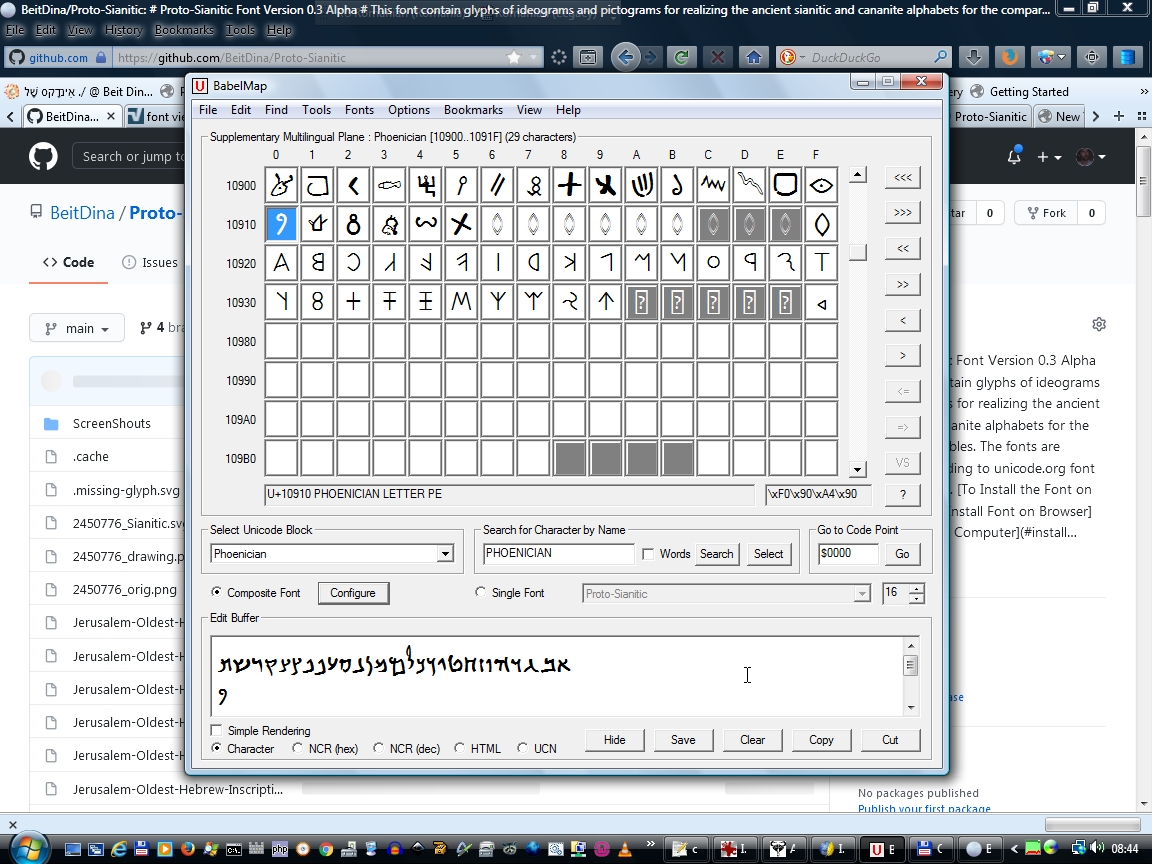 BeitDina/Proto-Sianitic: # Proto-Sianitic Font Version 0.3 Alpha # This font contain glyphs of ideograms and pictograms for realizing the ancient sianitic and cananite alphabets for the compar...
File Edit View History Bookmarks Tools Help
github.com https://github.com/BeitDina/Proto-Sianitic DuckDuckGo
./ @ Beit Din... Getting Started
BeitDina... font vie Proto-Sianitic New
Search or jump to
BeitDina / Proto-
tar 0 Fork 0
<> Code Issues
main 4 bra
ScreenShouts
.cache
.missing-glyph.svg
2450776_Sianitic.sv
2450776_drawing.p
2450776_orig.png
Jerusalem-Oldest-H
Jerusalem-Oldest-H
Jerusalem-Oldest-H
Jerusalem-Oldest-H
Jerusalem-Oldest-H
Jerusalem-Oldest-Hebrew-Inscripti...
BabelMap
File Edit Find Tools Fonts Options Bookmarks View Help
Supplementary Multilingual Plane : Phoenician [10900..1091F] (29 characters)
0 1 2 3 4 5 6 7 8 9 A B C D E F
10900
10910
10920
10930
10980
10990
109A0
109B0
<<<
>>>
<<
>>
<
>
<=
=>
VS
?
U+10910 PHOENICIAN LETTER PE \xF0\x90\xA4\x90
Select Unicode Block Search for Character by Name Go to Code Point
Phoenician PHOENICIAN Words Search Select $0000 Go
Composite Font Configure Single Font Proto-Sianitic 16
Edit Buffer
Simple Rendering
Character NCR (hex) NCR (dec) HTML UCN Hide Save Clear Copy Cut
Font Version 0.3 Alpha
tain glyphs of ideograms
s for realizing the ancient
anite alphabets for the
bles. The fonts are
ding to unicode.org font
. [To Install the Font on
nstall Font on Browser]
Computer](#install...
No packages published
Publish your first package
08:44